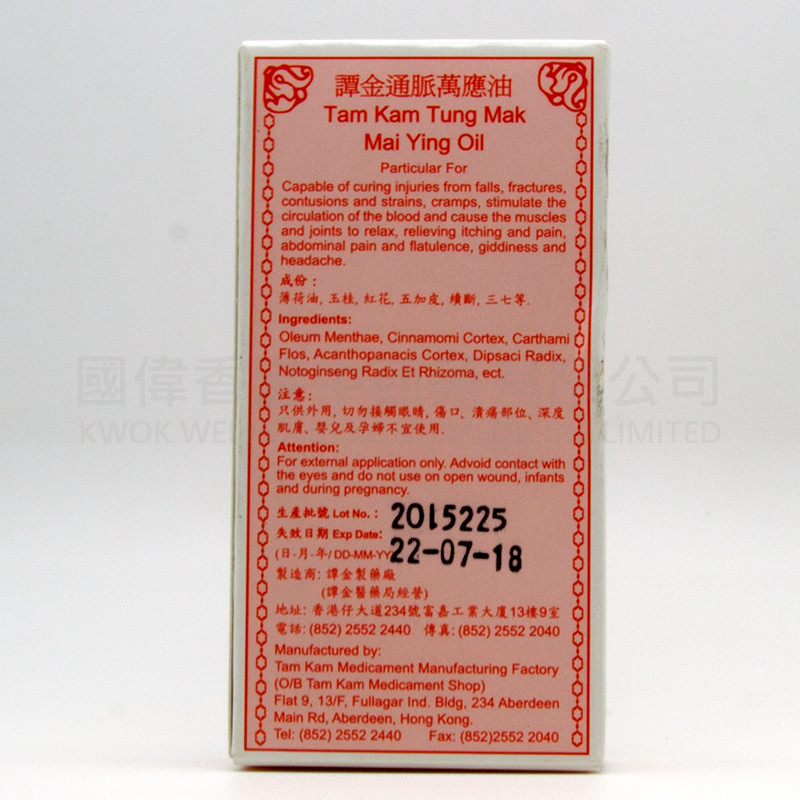 譚金通脈萬應油
Tam Kam Tung Mak
Mai Ying Oil
Particular For
Capable of curing injuries from falls, fractures,
contusions and strains, cramps, stimulate the
circulation of the blood and cause the muscles
and joints to relax, relieving itching and pain,
abdominal pain and flatulence, giddiness and
headache.
成份：
薄荷油, 玉桂, 紅花, 五加皮, 續斷, 三七等.
Ingredients:
Oleum Menthae, Cinnamomi Cortex, Carthami
Flos, Acanthopanacis Cortex, Dipsaci Radix,
Notoginseng Radix Et Rhizoma, ect.
注意：
只供外用, 切勿接觸眼睛, 傷口, 潰瘍部位、深度
肌膚、嬰兒及孕婦不宜使用.
Attention:
For external application only. Advoid contact with
the eyes and do not use on open wound, infants
and during pregnancy.
生產批號 Lot No.： 2015225
失效日期 Exp Date:
(日-月-年/ DD-MM-YY 22-07-18
製造商: 譚金製藥廠
(譚金醫藥局經營)
地址: 香港仔大道234號富嘉工業大廈13樓9室
電話: (852) 2552 2440 傳真: (852) 2552 2040
Manufactured by:
Tam Kam Medicament Manufacturing Factory
(O/B Tam Kam Medicament Shop)
Flat 9, 13/F, Fullagar Ind. Bldg, 234 Aberdeen
Main Rd, Aberdeen, Hong Kong.
Tel: (852) 2552 2440 Fax: (852)2552 2040
國偉香 公司
KWOK LIMITED